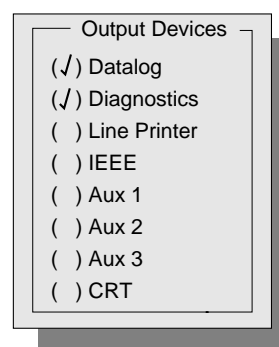 Output Devices
(√) Datalog
(√) Diagnostics
( ) Line Printer
( ) IEEE
( ) Aux 1
( ) Aux 2
( ) Aux 3
( ) CRT